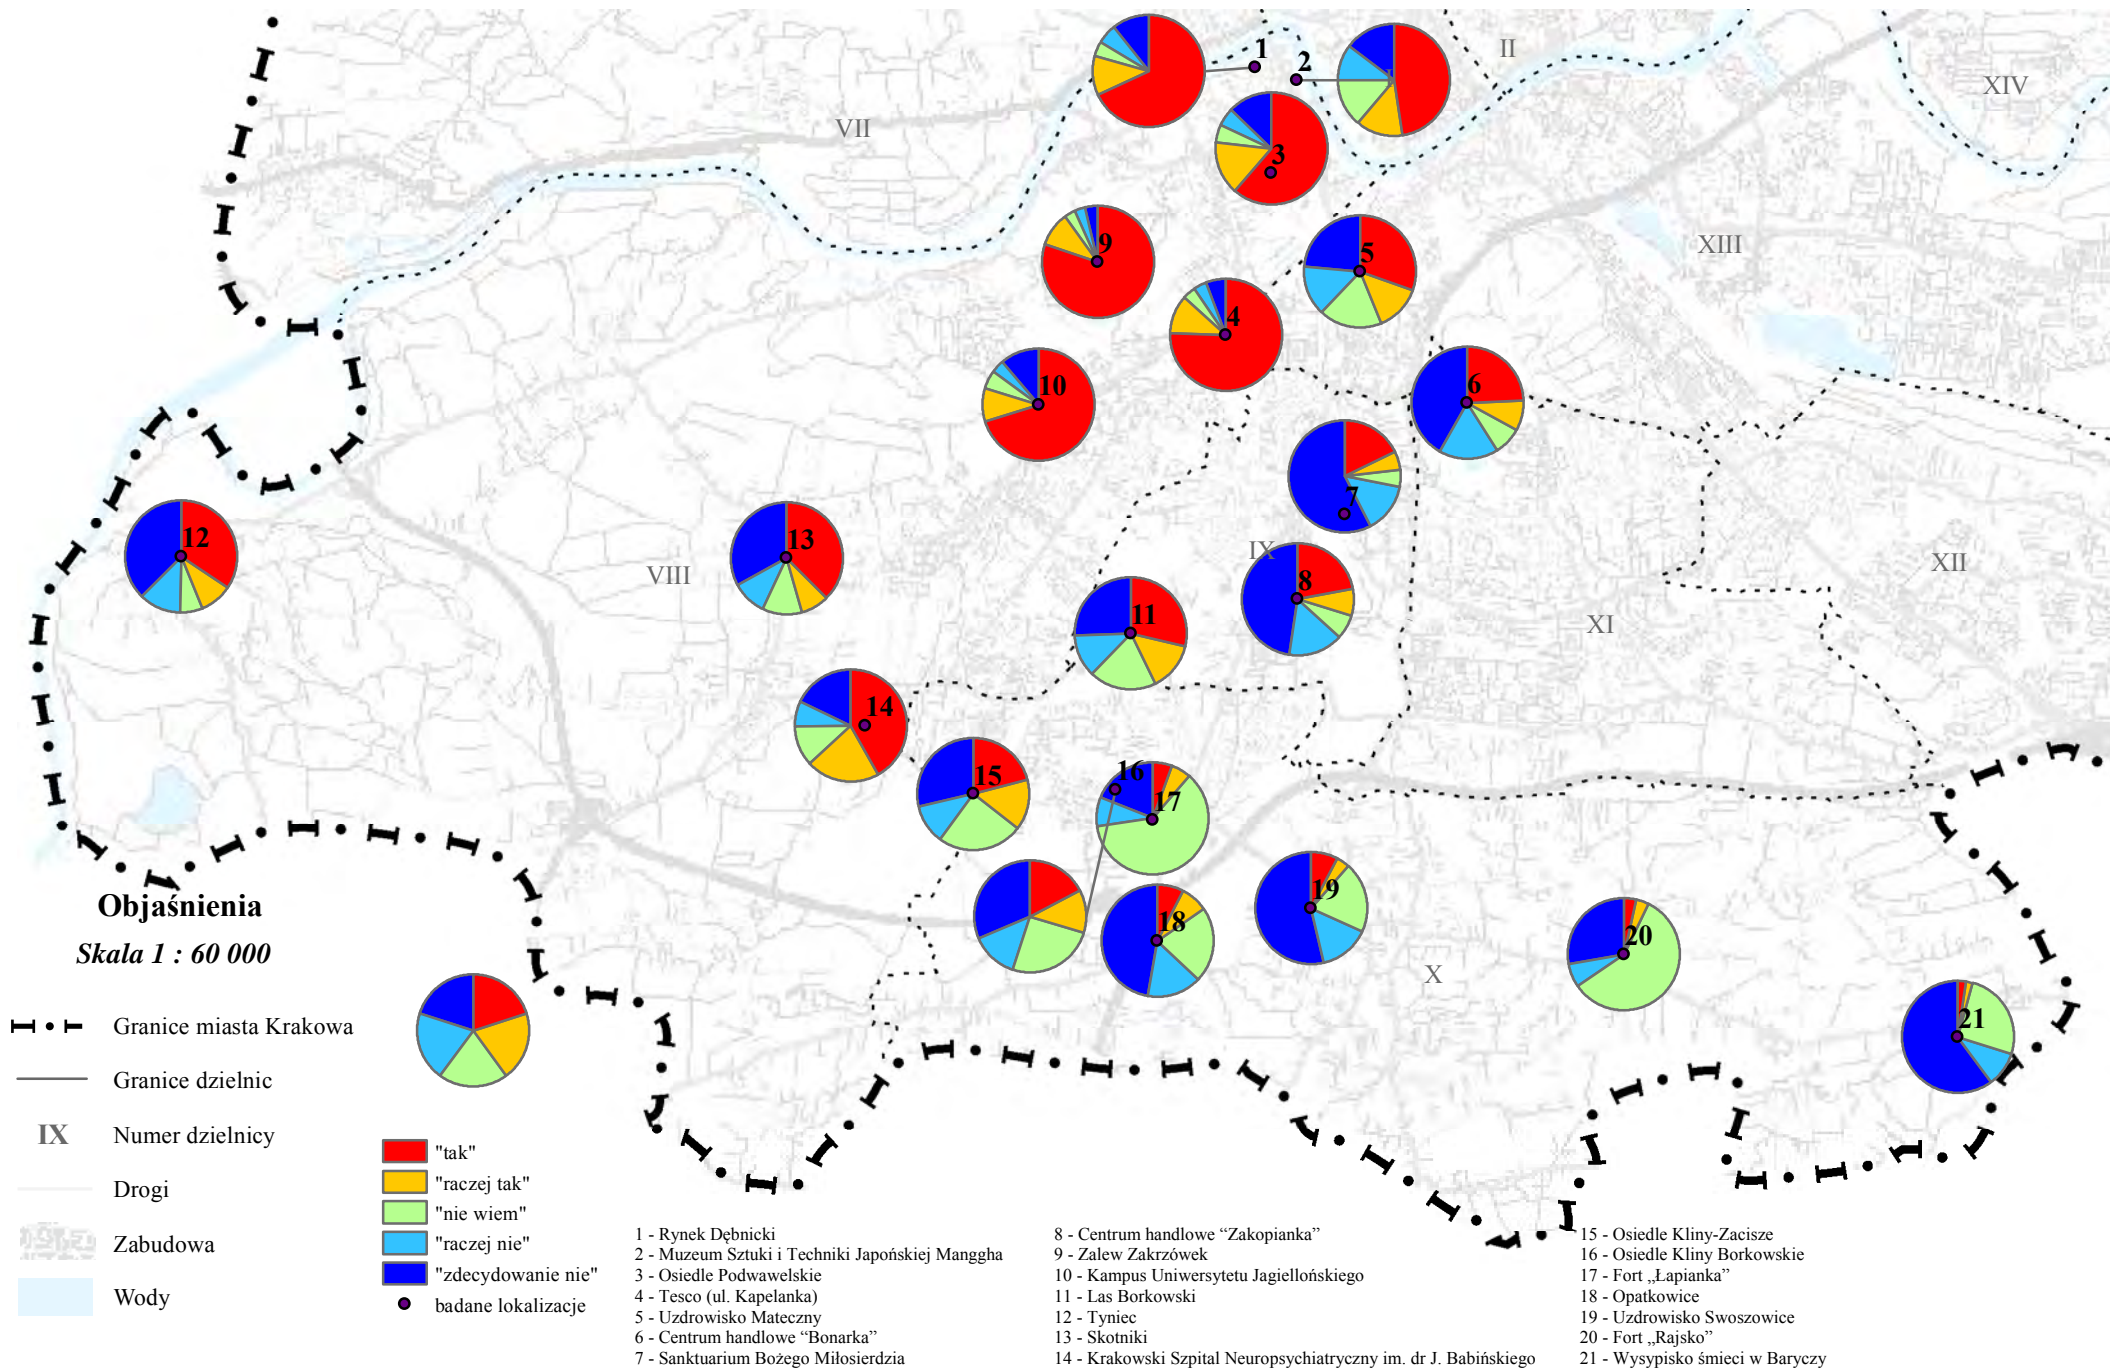 1
2
II
XIV
VII
3
XIII
9
5
4
10
6
7
12
13
IX
XII
VIII
8
11
XI
14
15
16
17
Objaśnienia
19
18
20
Skala 1 : 60 000
X
21
Granice miasta Krakowa
Granice dzielnic
IX
Numer dzielnicy
Drogi
Zabudowa
Wody
"tak"
"raczej tak"
"nie wiem"
"raczej nie"
"zdecydowanie nie"
badane lokalizacje
1 - Rynek Dębnicki
2 - Muzeum Sztuki i Techniki Japońskiej Manggha
3 - Osiedle Podwawelskie
4 - Tesco (ul. Kapelanka)
5 - Uzdrowisko Mateczny
6 - Centrum handlowe “Bonarka”
7 - Sanktuarium Bożego Miłosierdzia
8 - Centrum handlowe “Zakopianka”
9 - Zalew Zakrzówek
10 - Kampus Uniwersytetu Jagiellońskiego
11 - Las Borkowski
12 - Tyniec
13 - Skotniki
14 - Krakowski Szpital Neuropsychiatryczny im. dr J. Babińskiego
15 - Osiedle Kliny-Zacisze
16 - Osiedle Kliny Borkowskie
17 - Fort „Łapianka”
18 - Opatkowice
19 - Uzdrowisko Swoszowice
20 - Fort „Rajsko”
21 - Wysypisko śmieci w Baryczy